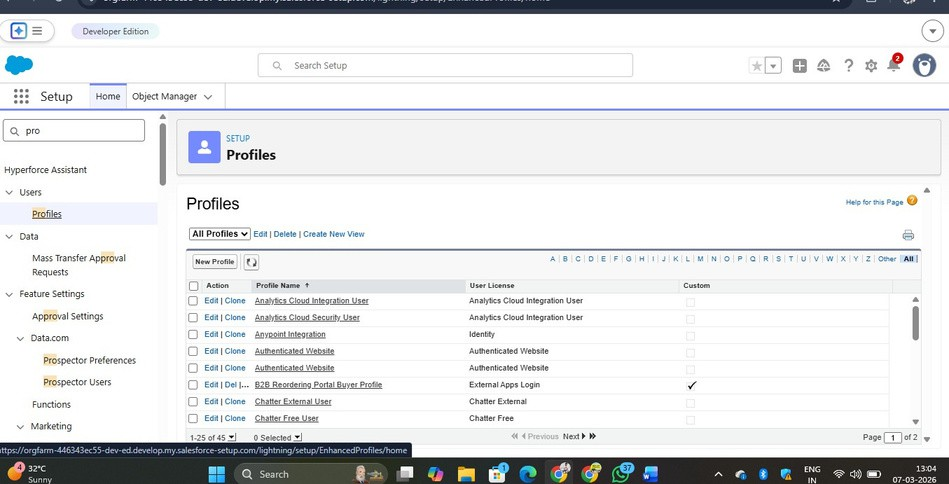 Developer Edition
Search Setup
2
Setup
Home
Object Manager
pro
Hyperforce Assistant
Users
Profiles
Data
Mass Transfer Approval
Requests
Feature Settings
Approval Settings
Data.com
Prospector Preferences
Prospector Users
Functions
Marketing
SETUP
Profiles
Profiles
Help for this Page ?
All Profiles Edit | Delete | Create New View
New Profile
A | B | C | D | E | F | G | H | I | J | K | L | M | N | O | P | Q | R | S | T | U | V | W | X | Y | Z | Other | All
Action Profile Name ↑ User License Custom
Edit | Clone Analytics Cloud Integration User Analytics Cloud Integration User
Edit | Clone Analytics Cloud Security User Analytics Cloud Integration User
Edit | Clone Anypoint Integration Identity
Edit | Clone Authenticated Website Authenticated Website
Edit | Clone Authenticated Website Authenticated Website
Edit | Del |... B2B Reordering Portal Buyer Profile External Apps Login
Edit | Clone Chatter External User Chatter External
Edit | Clone Chatter Free User Chatter Free
1-25 of 45 0 Selected Previous Next Page 1 of 2
https://orgfarm-446343ec55-dev-ed.develop.my.salesforce-setup.com/lightning/setup/EnhancedProfiles/home
4
32°C
Sunny
Search
1
37
ENG
IN
13:04
07-03-2026